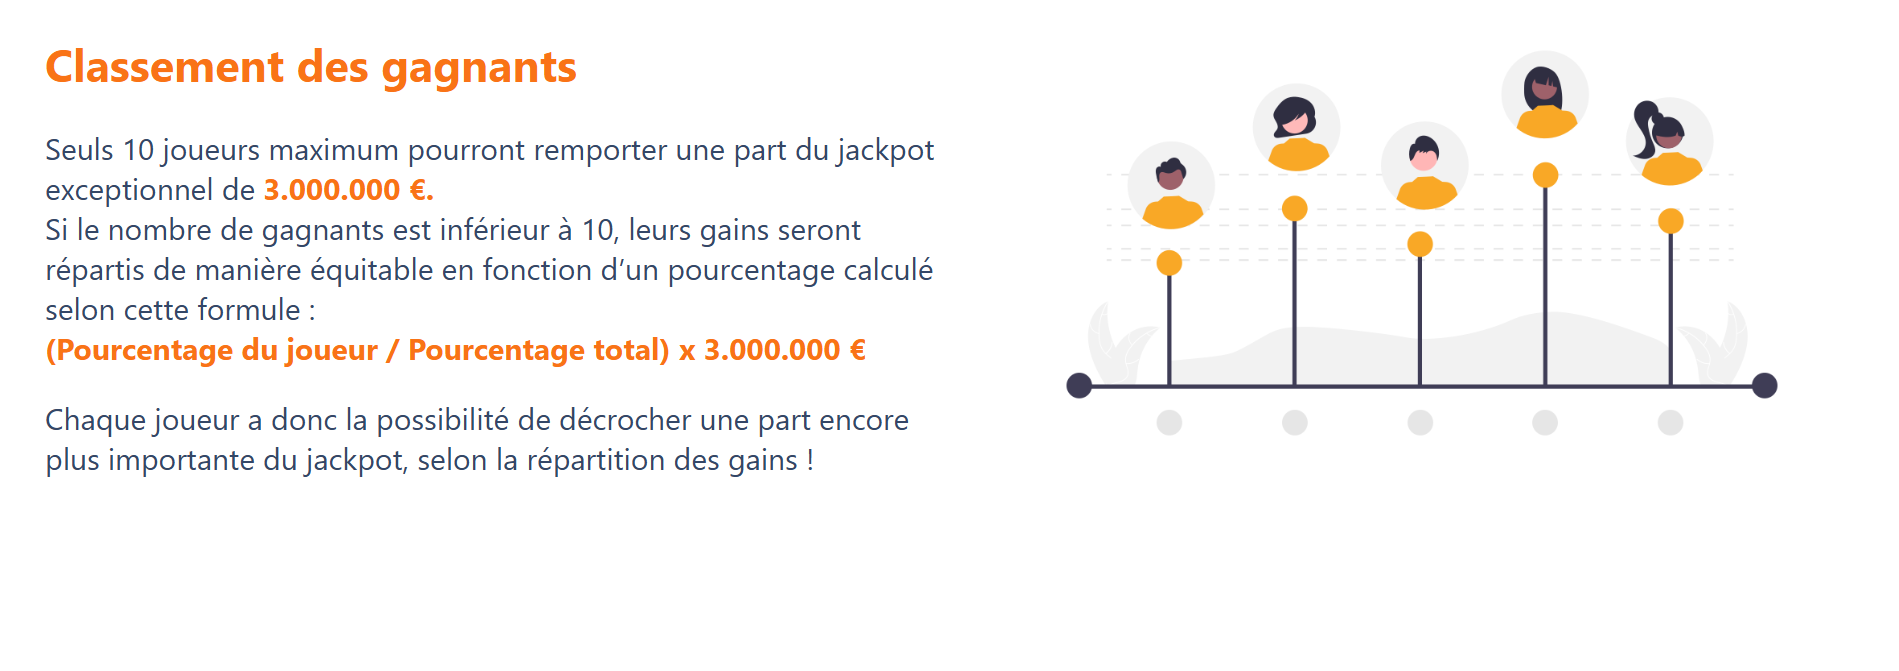 Classement des gagnants
Seuls 10 joueurs maximum pourront remporter une part du jackpot
exceptionnel de 3.000.000 €.
Si le nombre de gagnants est inférieur à 10, leurs gains seront
répartis de manière équitable en fonction d’un pourcentage calculé
selon cette formule :
(Pourcentage du joueur / Pourcentage total) x 3.000.000 €
Chaque joueur a donc la possibilité de décrocher une part encore
plus importante du jackpot, selon la répartition des gains !